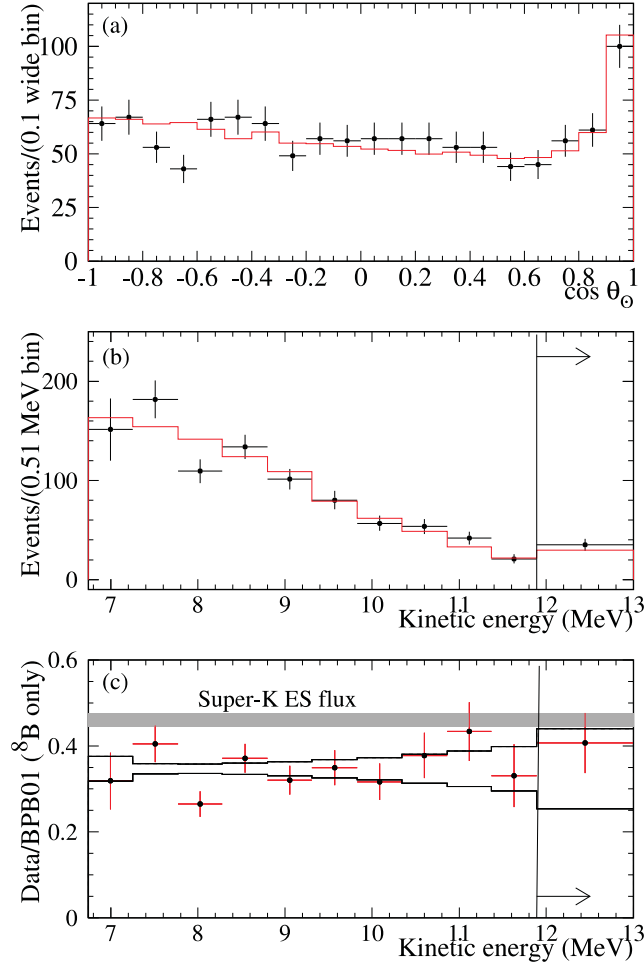 (a)
Events/(0.1 wide bin)
100
75
50
25
0
-1 -0.8 -0.6 -0.4 -0.2 0 0.2 0.4 0.6 0.8 1
cos θ⊙
(b)
Events/(0.51 MeV bin)
200
100
0
7 8 9 10 11 12 13
Kinetic energy (MeV)
(c)
Data/BPB01 (⁸B only)
0.6
Super-K ES flux
0.4
0.2
0
7 8 9 10 11 12 13
Kinetic energy (MeV)